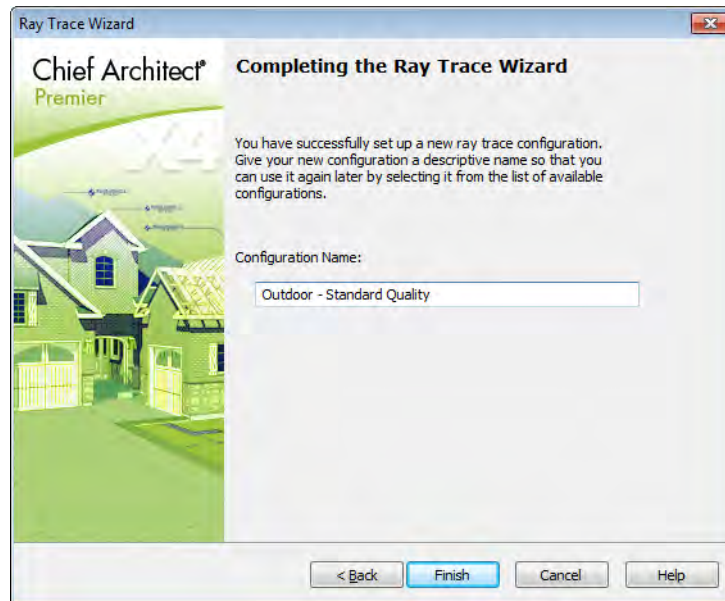 Ray Trace Wizard
Chief Architect®
Premier
X4
Completing the Ray Trace Wizard
You have successfully set up a new ray trace configuration.
Give your new configuration a descriptive name so that you
can use it again later by selecting it from the list of available
configurations.
Configuration Name:
Outdoor - Standard Quality
< Back
Finish
Cancel
Help